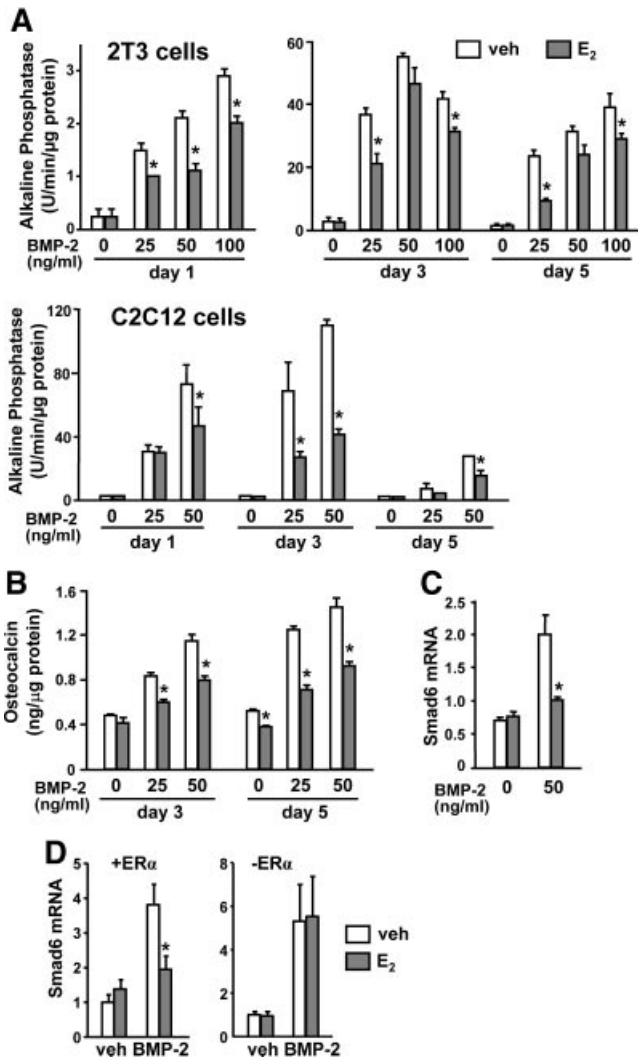 A
2T3 cells
veh
E₂
Alkaline Phosphatase
(U/min/µg protein)
3
2
1
0
60
40
20
0
BMP-2
(ng/ml)
0 25 50 100
0 25 50 100
0 25 50 100
day 1
day 3
day 5
C2C12 cells
Alkaline Phosphatase
(U/min/µg protein)
120
80
40
0
* * * * * * * * * * *
BMP-2
(ng/ml)
0 25 50
0 25 50
0 25 50
day 1
day 3
day 5
B
Osteocalcin
(ng/µg protein)
1.6
1.2
0.8
0.4
0
* * * * *
BMP-2
(ng/ml)
0 25 50
0 25 50
day 3
day 5
C
Smad6 mRNA
2.5
2.0
1.5
1.0
0.5
0.0
*
BMP-2
(ng/ml)
0 50
D
+ERα
-ERα
Smad6 mRNA
5
4
3
2
1
0
8
6
4
2
0
*
veh BMP-2
veh BMP-2
veh
E₂